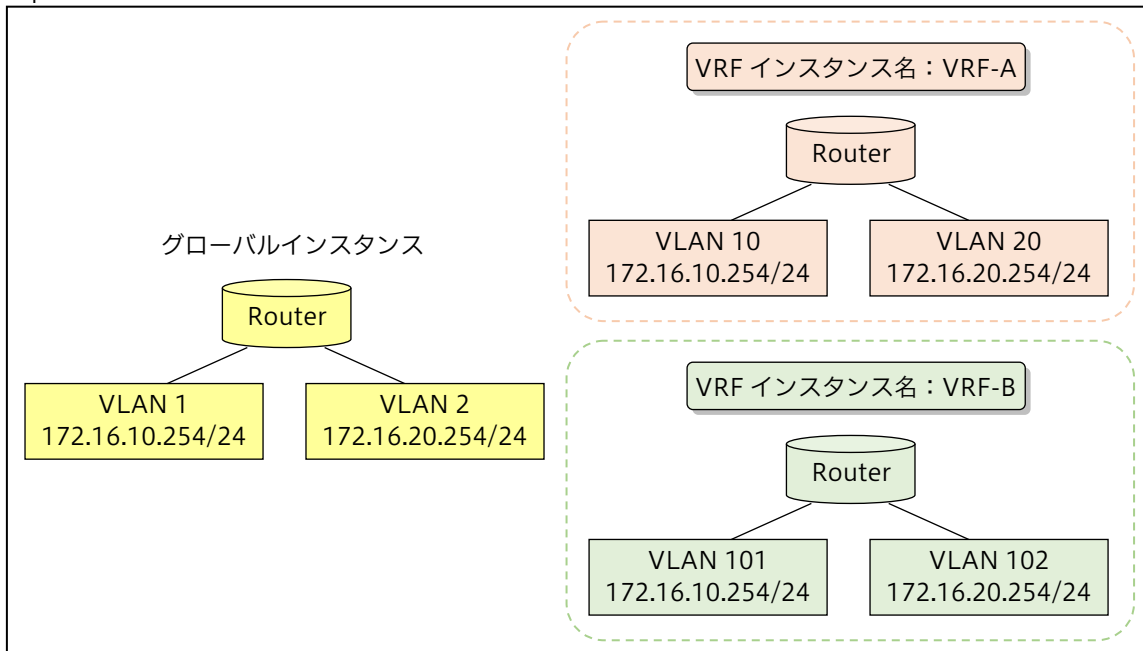 VRF インスタンス名：VRF-A
Router
VLAN 10
172.16.10.254/24
VLAN 20
172.16.20.254/24
グローバルインスタンス
Router
VLAN 1
172.16.10.254/24
VLAN 2
172.16.20.254/24
VRF インスタンス名：VRF-B
Router
VLAN 101
172.16.10.254/24
VLAN 102
172.16.20.254/24